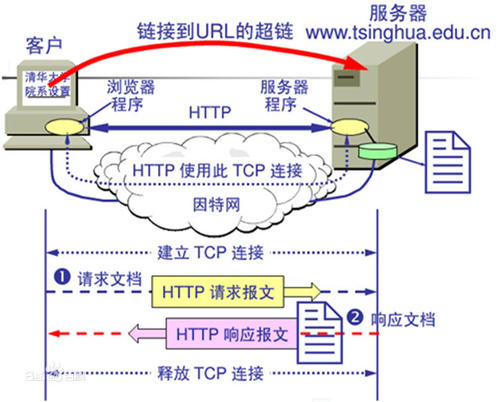 链接到URL的超链
服务器
www.tsinghua.edu.cn
客户
清华大学
院系设置
浏览器
程序
服务器
程序
HTTP
HTTP 使用此 TCP 连接
因特网
建立 TCP 连接
❶ 请求文档
HTTP 请求报文
HTTP 响应报文
❷ 响应文档
释放 TCP 连接